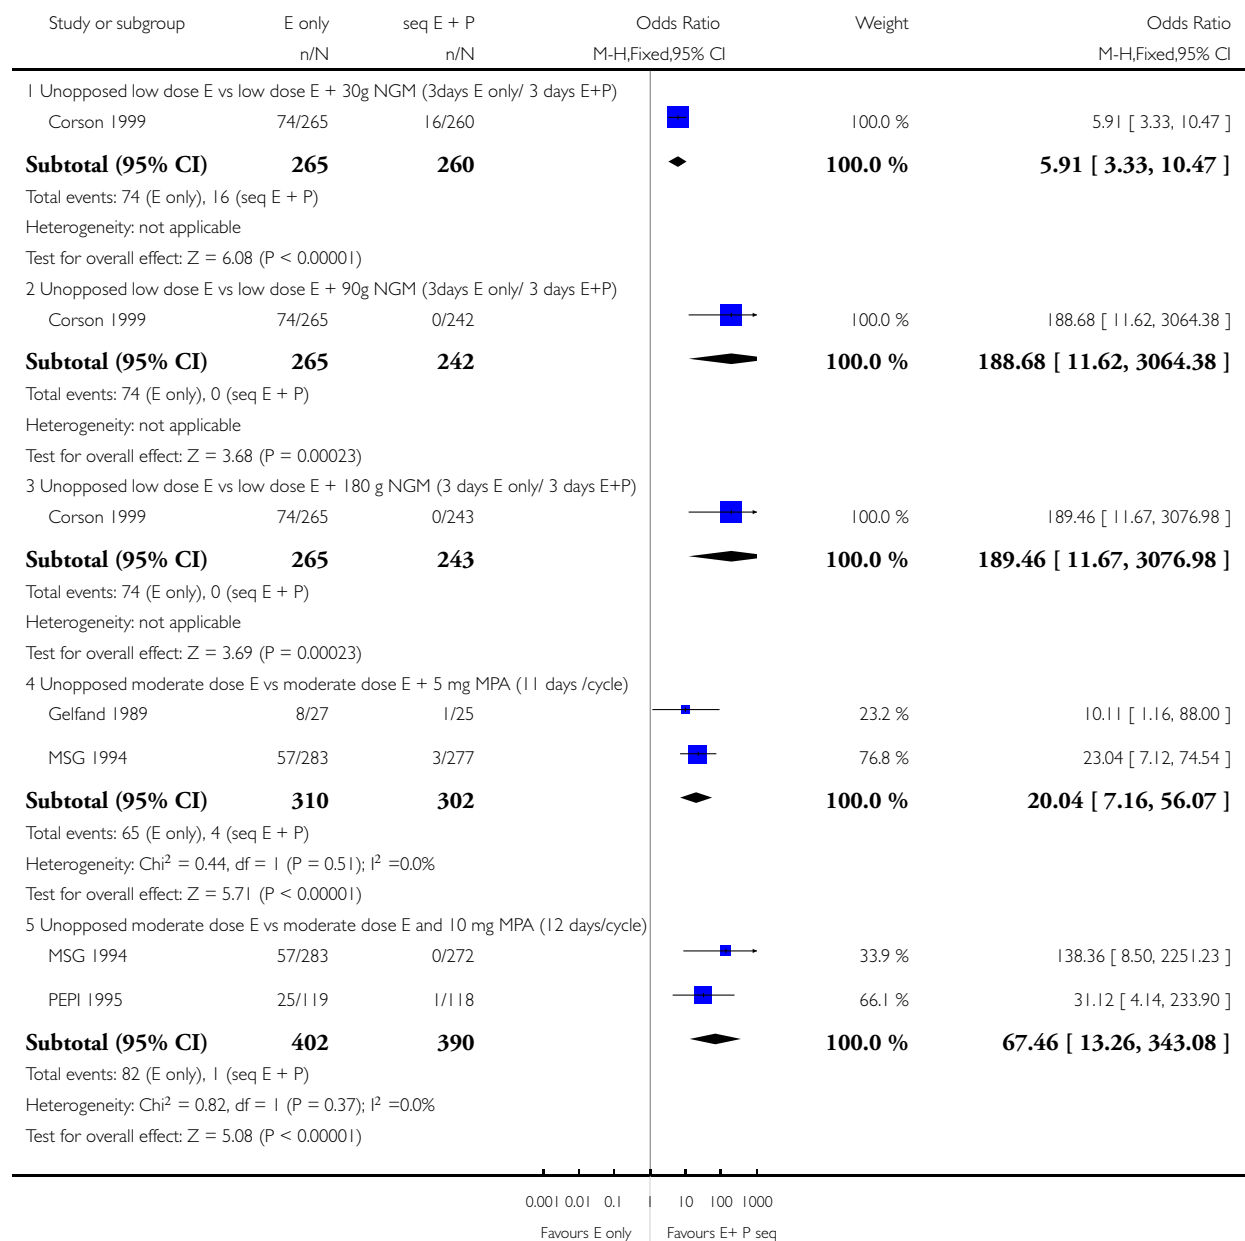 Study or subgroup E only seq E + P Odds Ratio Weight Odds Ratio
n/N n/N M-H,Fixed,95% CI M-H,Fixed,95% CI
1 Unopposed low dose E vs low dose E + 30g NGM (3days E only/ 3 days E+P)
Corson 1999 74/265 16/260 100.0 % 5.91 [ 3.33, 10.47 ]
Subtotal (95% CI) 265 260 100.0 % 5.91 [ 3.33, 10.47 ]
Total events: 74 (E only), 16 (seq E + P)
Heterogeneity: not applicable
Test for overall effect: Z = 6.08 (P < 0.00001)
2 Unopposed low dose E vs low dose E + 90g NGM (3days E only/ 3 days E+P)
Corson 1999 74/265 0/242 100.0 % 188.68 [ 11.62, 3064.38 ]
Subtotal (95% CI) 265 242 100.0 % 188.68 [ 11.62, 3064.38 ]
Total events: 74 (E only), 0 (seq E + P)
Heterogeneity: not applicable
Test for overall effect: Z = 3.68 (P = 0.00023)
3 Unopposed low dose E vs low dose E + 180 g NGM (3 days E only/ 3 days E+P)
Corson 1999 74/265 0/243 100.0 % 189.46 [ 11.67, 3076.98 ]
Subtotal (95% CI) 265 243 100.0 % 189.46 [ 11.67, 3076.98 ]
Total events: 74 (E only), 0 (seq E + P)
Heterogeneity: not applicable
Test for overall effect: Z = 3.69 (P = 0.00023)
4 Unopposed moderate dose E vs moderate dose E + 5 mg MPA (11 days /cycle)
Gelfand 1989 8/27 1/25 23.2 % 10.11 [ 1.16, 88.00 ]
MSG 1994 57/283 3/277 76.8 % 23.04 [ 7.12, 74.54 ]
Subtotal (95% CI) 310 302 100.0 % 20.04 [ 7.16, 56.07 ]
Total events: 65 (E only), 4 (seq E + P)
Heterogeneity: Chi² = 0.44, df = 1 (P = 0.51); I² =0.0%
Test for overall effect: Z = 5.71 (P < 0.00001)
5 Unopposed moderate dose E vs moderate dose E and 10 mg MPA (12 days/cycle)
MSG 1994 57/283 0/272 33.9 % 138.36 [ 8.50, 2251.23 ]
PEPI 1995 25/119 1/118 66.1 % 31.12 [ 4.14, 233.90 ]
Subtotal (95% CI) 402 390 100.0 % 67.46 [ 13.26, 343.08 ]
Total events: 82 (E only), 1 (seq E + P)
Heterogeneity: Chi² = 0.82, df = 1 (P = 0.37); I² =0.0%
Test for overall effect: Z = 5.08 (P < 0.00001)
0.001 0.01 0.1 1 10 100 1000
Favours E only Favours E+ P seq